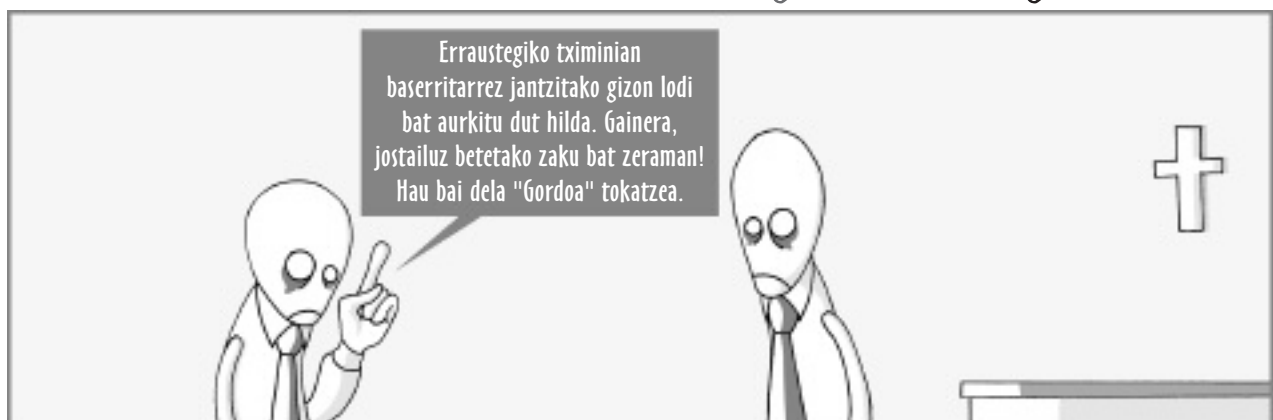 Erraustegiko tximinian
baserritarrez jantzitako gizon lodi
bat aurkitu dut hilda. Gainera,
jostailuz betetako zaku bat zeraman!
Hau bai dela "Gordoa" tokatzea.